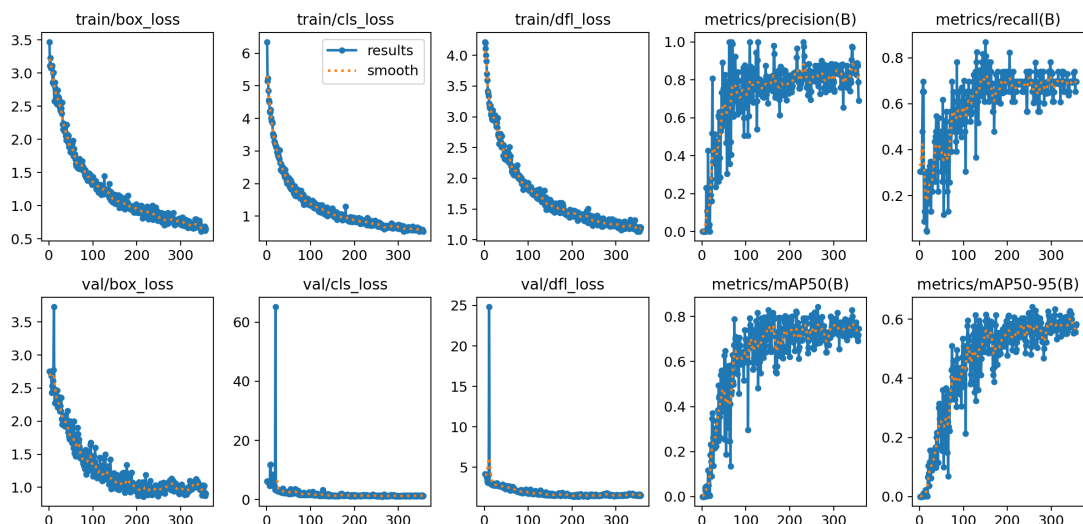 train/box_loss
train/cls_loss
train/dfl_loss
metrics/precision(B)
metrics/recall(B)
3.5
3.0
2.5
2.0
1.5
1.0
0.5
0 100 200 300
results
smooth
6
5
4
3
2
1
0 100 200 300
4.0
3.5
3.0
2.5
2.0
1.5
1.0
0 100 200 300
1.0
0.8
0.6
0.4
0.2
0.0
0 100 200 300
0.8
0.6
0.4
0.2
0 100 200 300
val/box_loss
val/cls_loss
val/dfl_loss
metrics/mAP50(B)
metrics/mAP50-95(B)
3.5
3.0
2.5
2.0
1.5
1.0
0 100 200 300
60
40
20
0
0 100 200 300
25
20
15
10
5
0 100 200 300
0.8
0.6
0.4
0.2
0.0
0 100 200 300
0.6
0.4
0.2
0.0
0 100 200 300